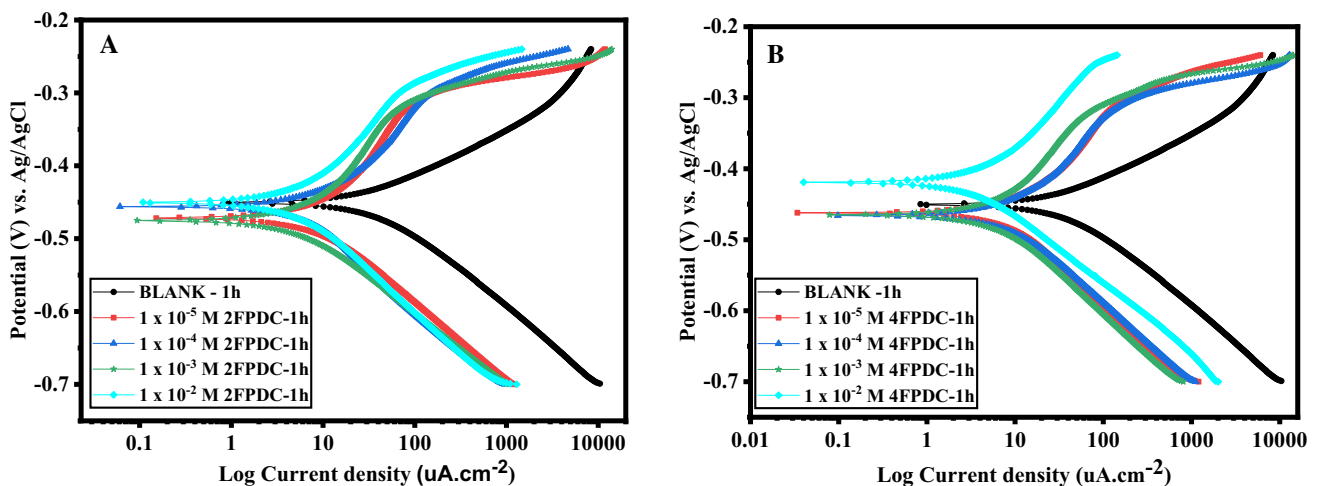 A
Potential (V) vs. Ag/AgCl
-0.2
-0.3
-0.4
-0.5
-0.6
-0.7
BLANK - 1h
1 x 10⁻⁵ M 2FPDC-1h
1 x 10⁻⁴ M 2FPDC-1h
1 x 10⁻³ M 2FPDC-1h
1 x 10⁻² M 2FPDC-1h
0.1 1 10 100 1000 10000
Log Current density (uA.cm⁻²)
B
Potential (V) vs. Ag/AgCl
-0.2
-0.3
-0.4
-0.5
-0.6
-0.7
BLANK -1h
1 x 10⁻⁵ M 4FPDC-1h
1 x 10⁻⁴ M 4FPDC-1h
1 x 10⁻³ M 4FPDC-1h
1 x 10⁻² M 4FPDC-1h
0.01 0.1 1 10 100 1000 10000
Log Current density (uA.cm⁻²)